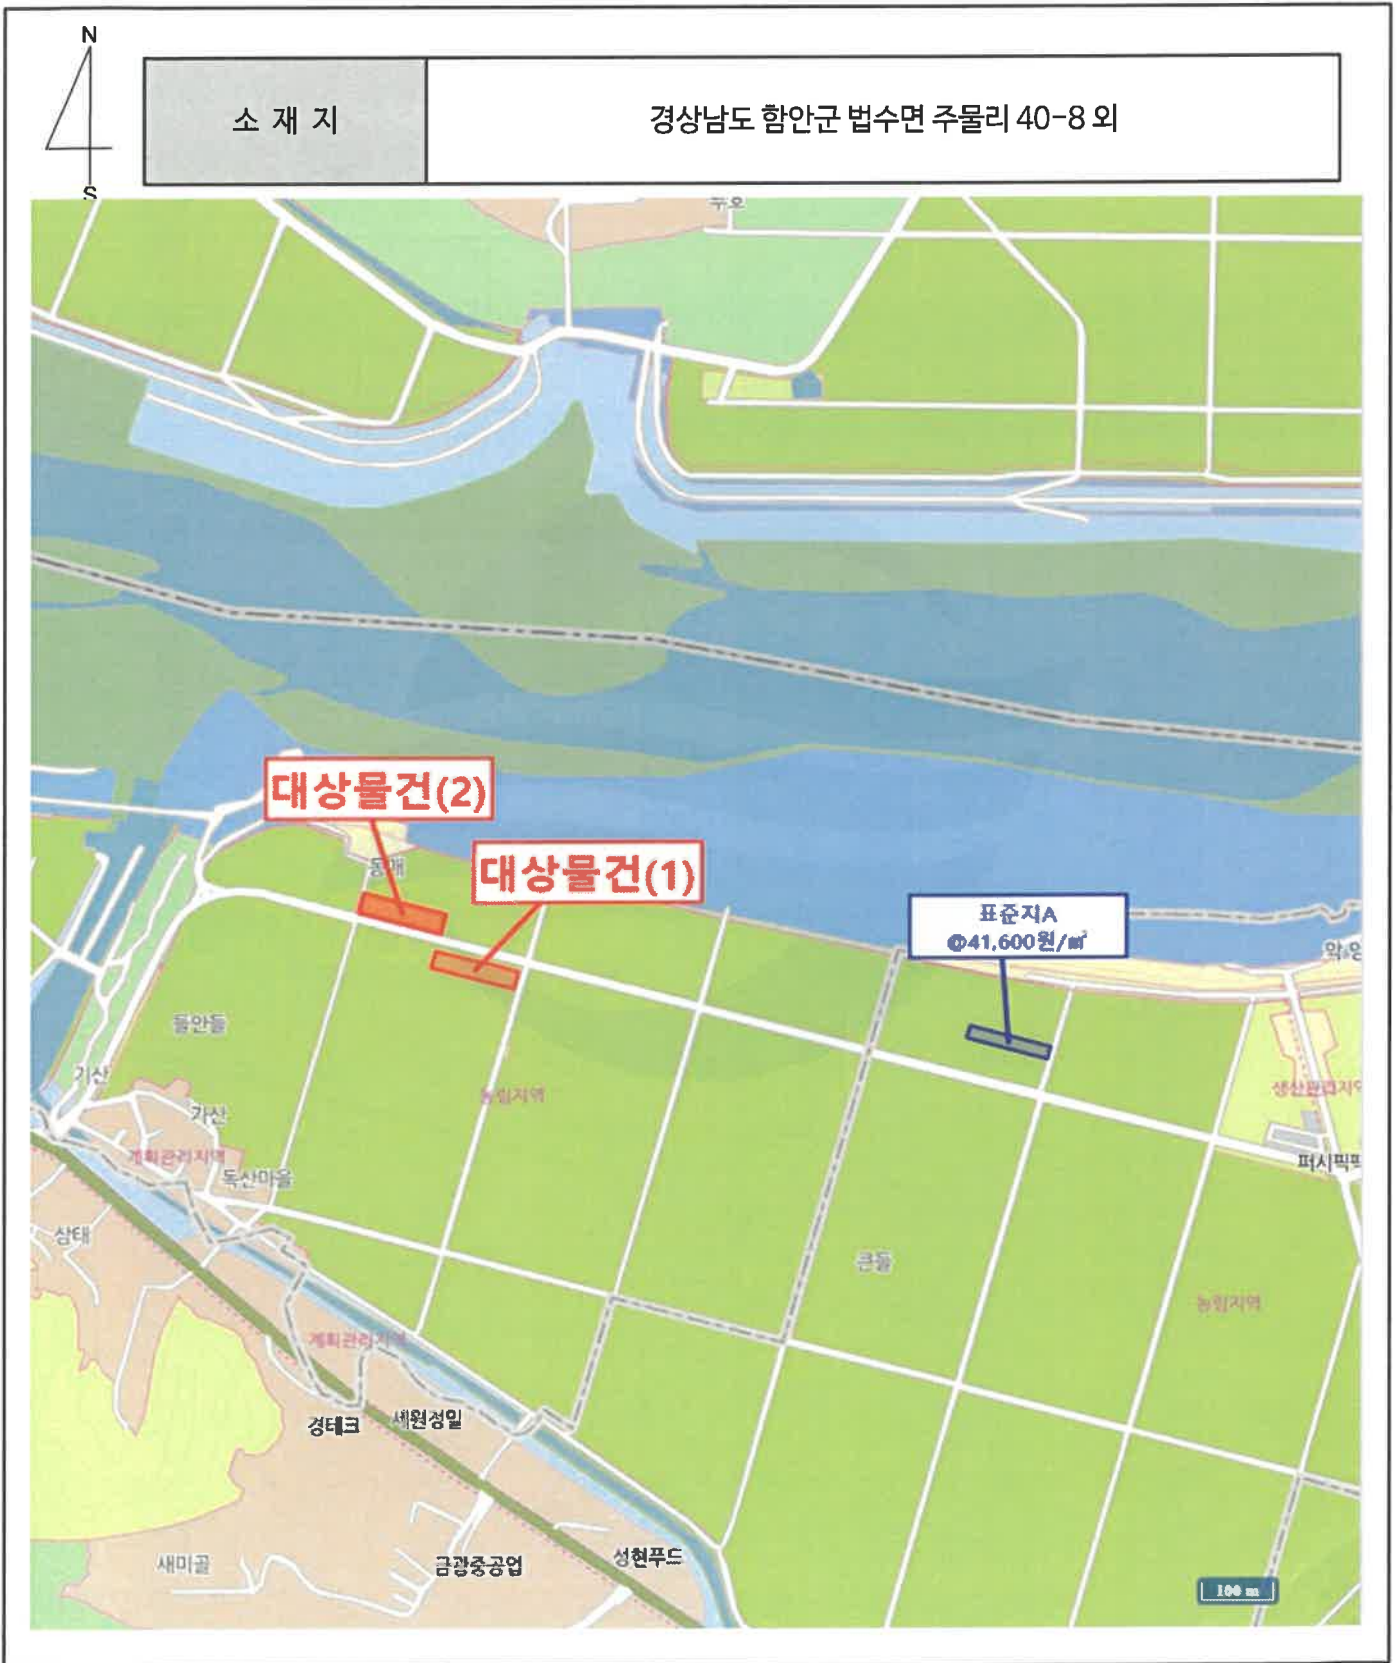 N
S
소 재 지
경상남도 함안군 법수면 주물리 40-8 외
대상물건(2)
대상물건(1)
표준지A
@41,600원/㎡
들안들
기산
가산
농림지역
생산관리지역
계획관리지역
독산마을
퍼시픽
삼태
큰들
농림지역
계획관리지역
경테크
세원정밀
새미골
금광중공업
성현푸드
100 m